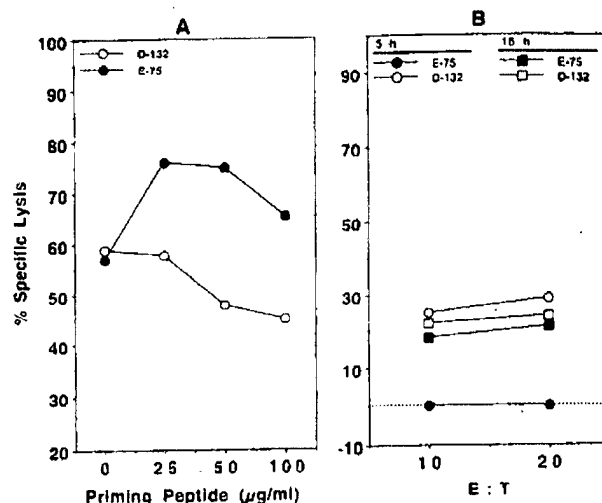 A
100
90
80
70
60
50
40
30
20
% Specific Lysis
D-132
E-75
0 25 50 100
Priming Peptide (µg/ml)
B
5 h 16 h
E-75 E-75
O-132 D-132
90
70
50
30
10
-10
10 20
E : T